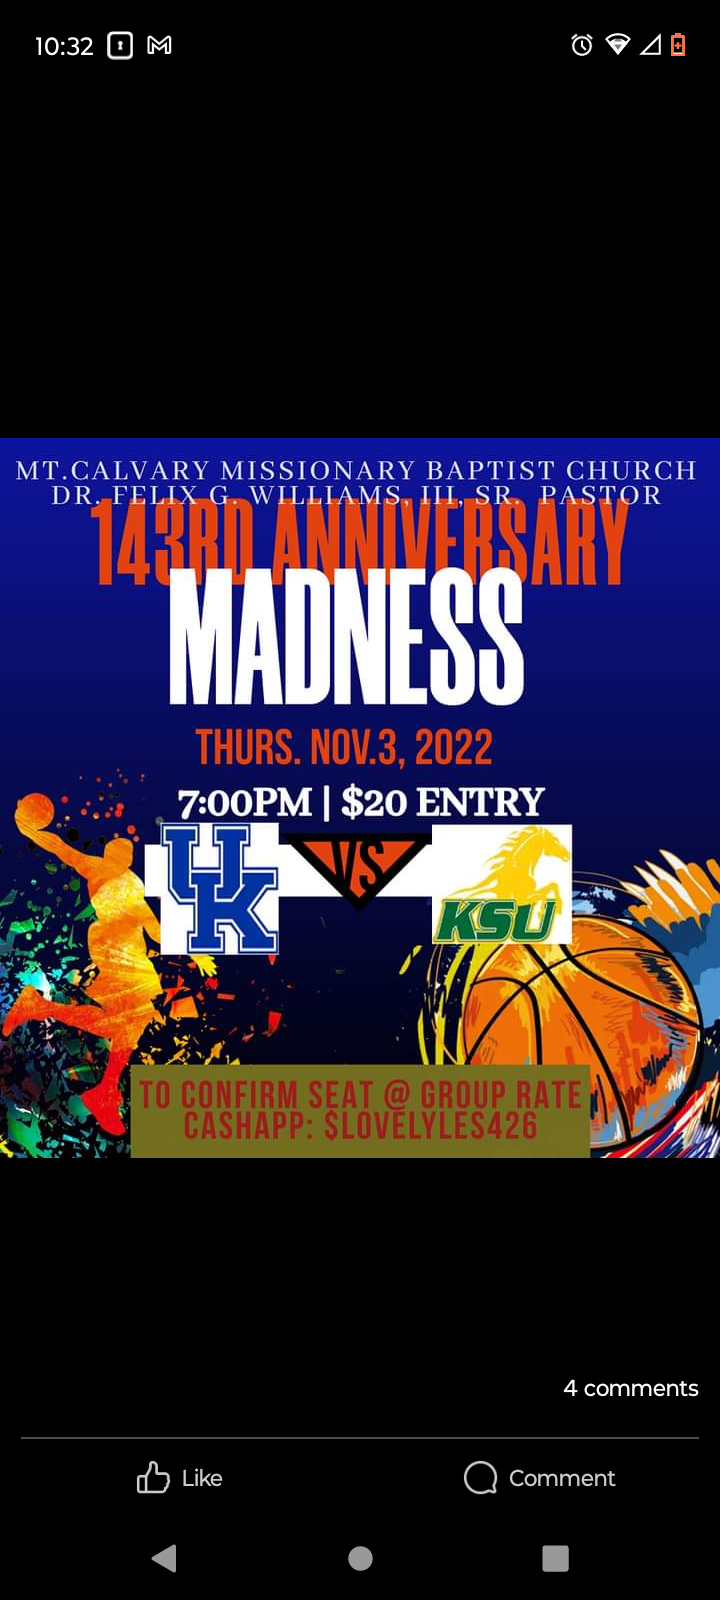 10:32
MT.CALVARY MISSIONARY BAPTIST CHURCH
DR. FELIX G. WILLIAMS, III, SR. PASTOR
143RD ANNIVERSARY
MADNESS
THURS. NOV.3, 2022
7:00PM | $20 ENTRY
UK
VS
KSU
TO CONFIRM SEAT @ GROUP RATE
CASHAPP: $LOVELYLES426
4 comments
Like
Comment